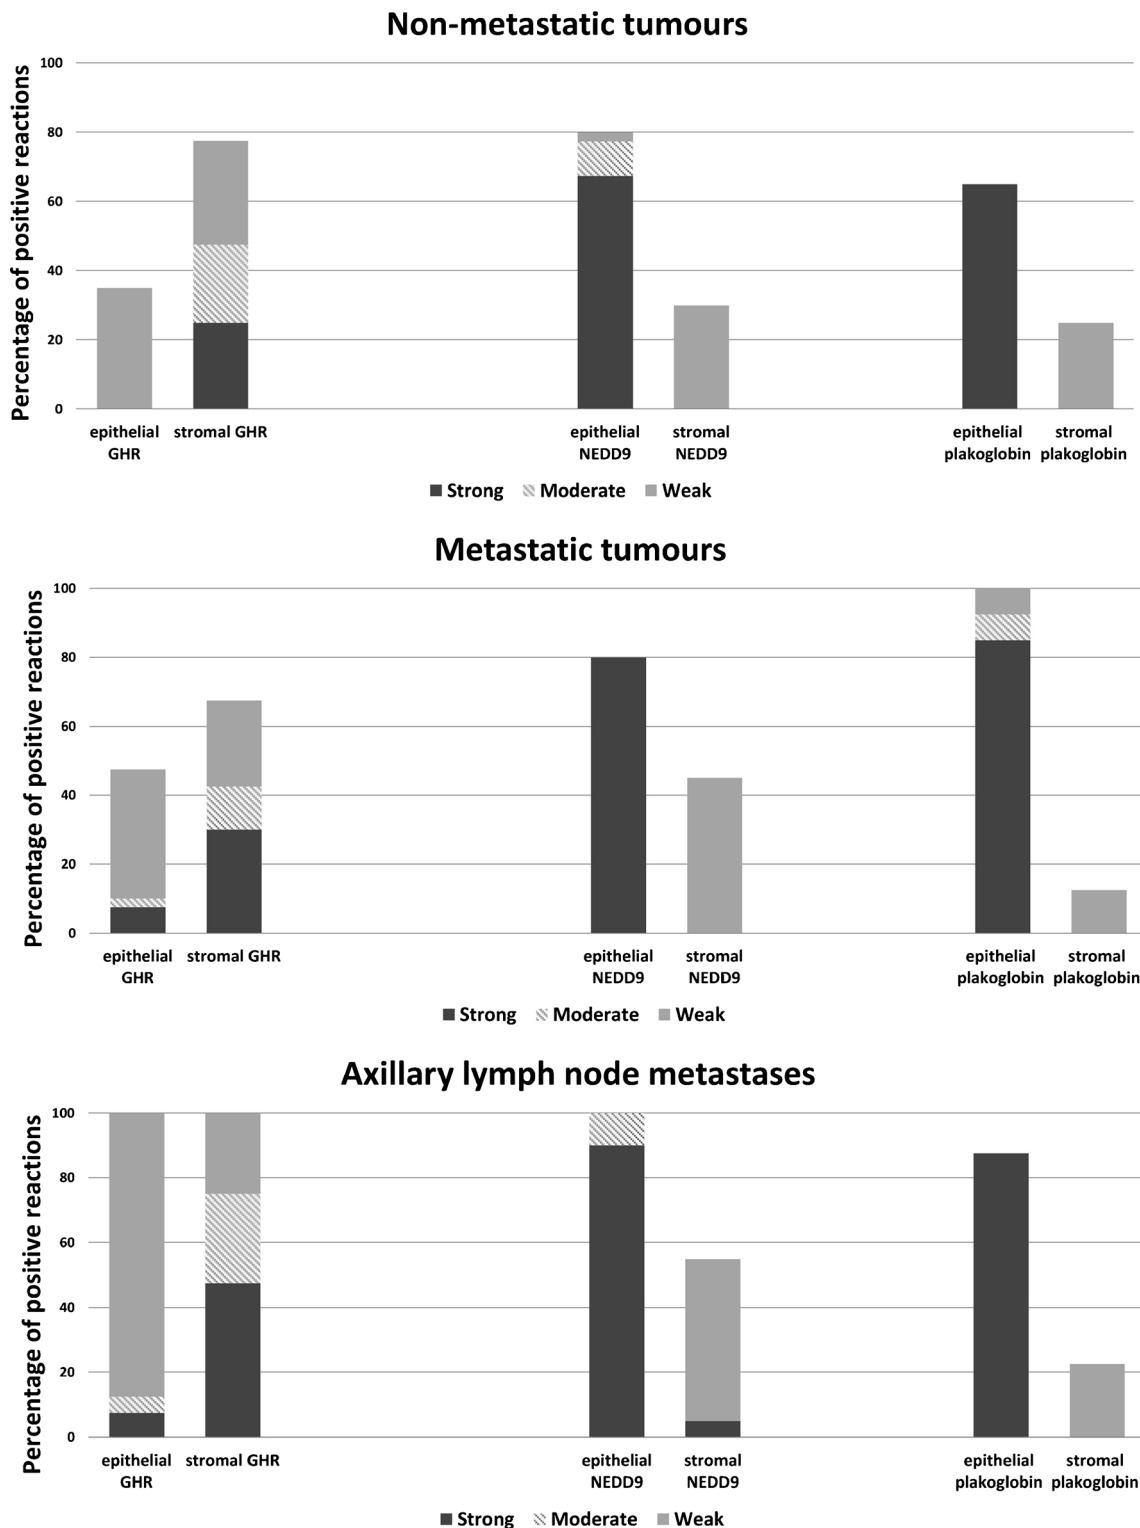 Non-metastatic tumours
Percentage of positive reactions
100
80
60
40
20
0
epithelial GHR
stromal GHR
epithelial NEDD9
stromal NEDD9
epithelial plakoglobin
stromal plakoglobin
Strong Moderate Weak
Metastatic tumours
Percentage of positive reactions
100
80
60
40
20
0
epithelial GHR
stromal GHR
epithelial NEDD9
stromal NEDD9
epithelial plakoglobin
stromal plakoglobin
Strong Moderate Weak
Axillary lymph node metastases
Percentage of positive reactions
100
80
60
40
20
0
epithelial GHR
stromal GHR
epithelial NEDD9
stromal NEDD9
epithelial plakoglobin
stromal plakoglobin
Strong Moderate Weak